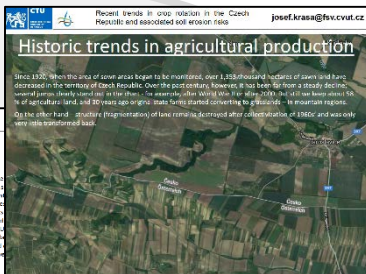 CTU
Recent trends in crop rotation in the Czech
Republic and associated soil erosion risks
josef.krasa@fsv.cvut.cz
Historic trends in agricultural production
Since 1920, when the area of sown areas began to be monitored, over 1,353 thousand hectares of sawn land have
decreased in the territory of Czech Republic. Over the past century, however, it has been far from a steady decline,
several jumps clearly stand out in the chart - for example, after World War II or after 2000. But still we keep about 58
% of agricultural land, and 30 years ago original state farms started converting to grasslands – in mountain regions.
On the other hand structure (fragmentation) of land remains destroyed after collectivization of 1960s' and was only
very little transformed back.
Česko
Österreich
Česko
Österreich